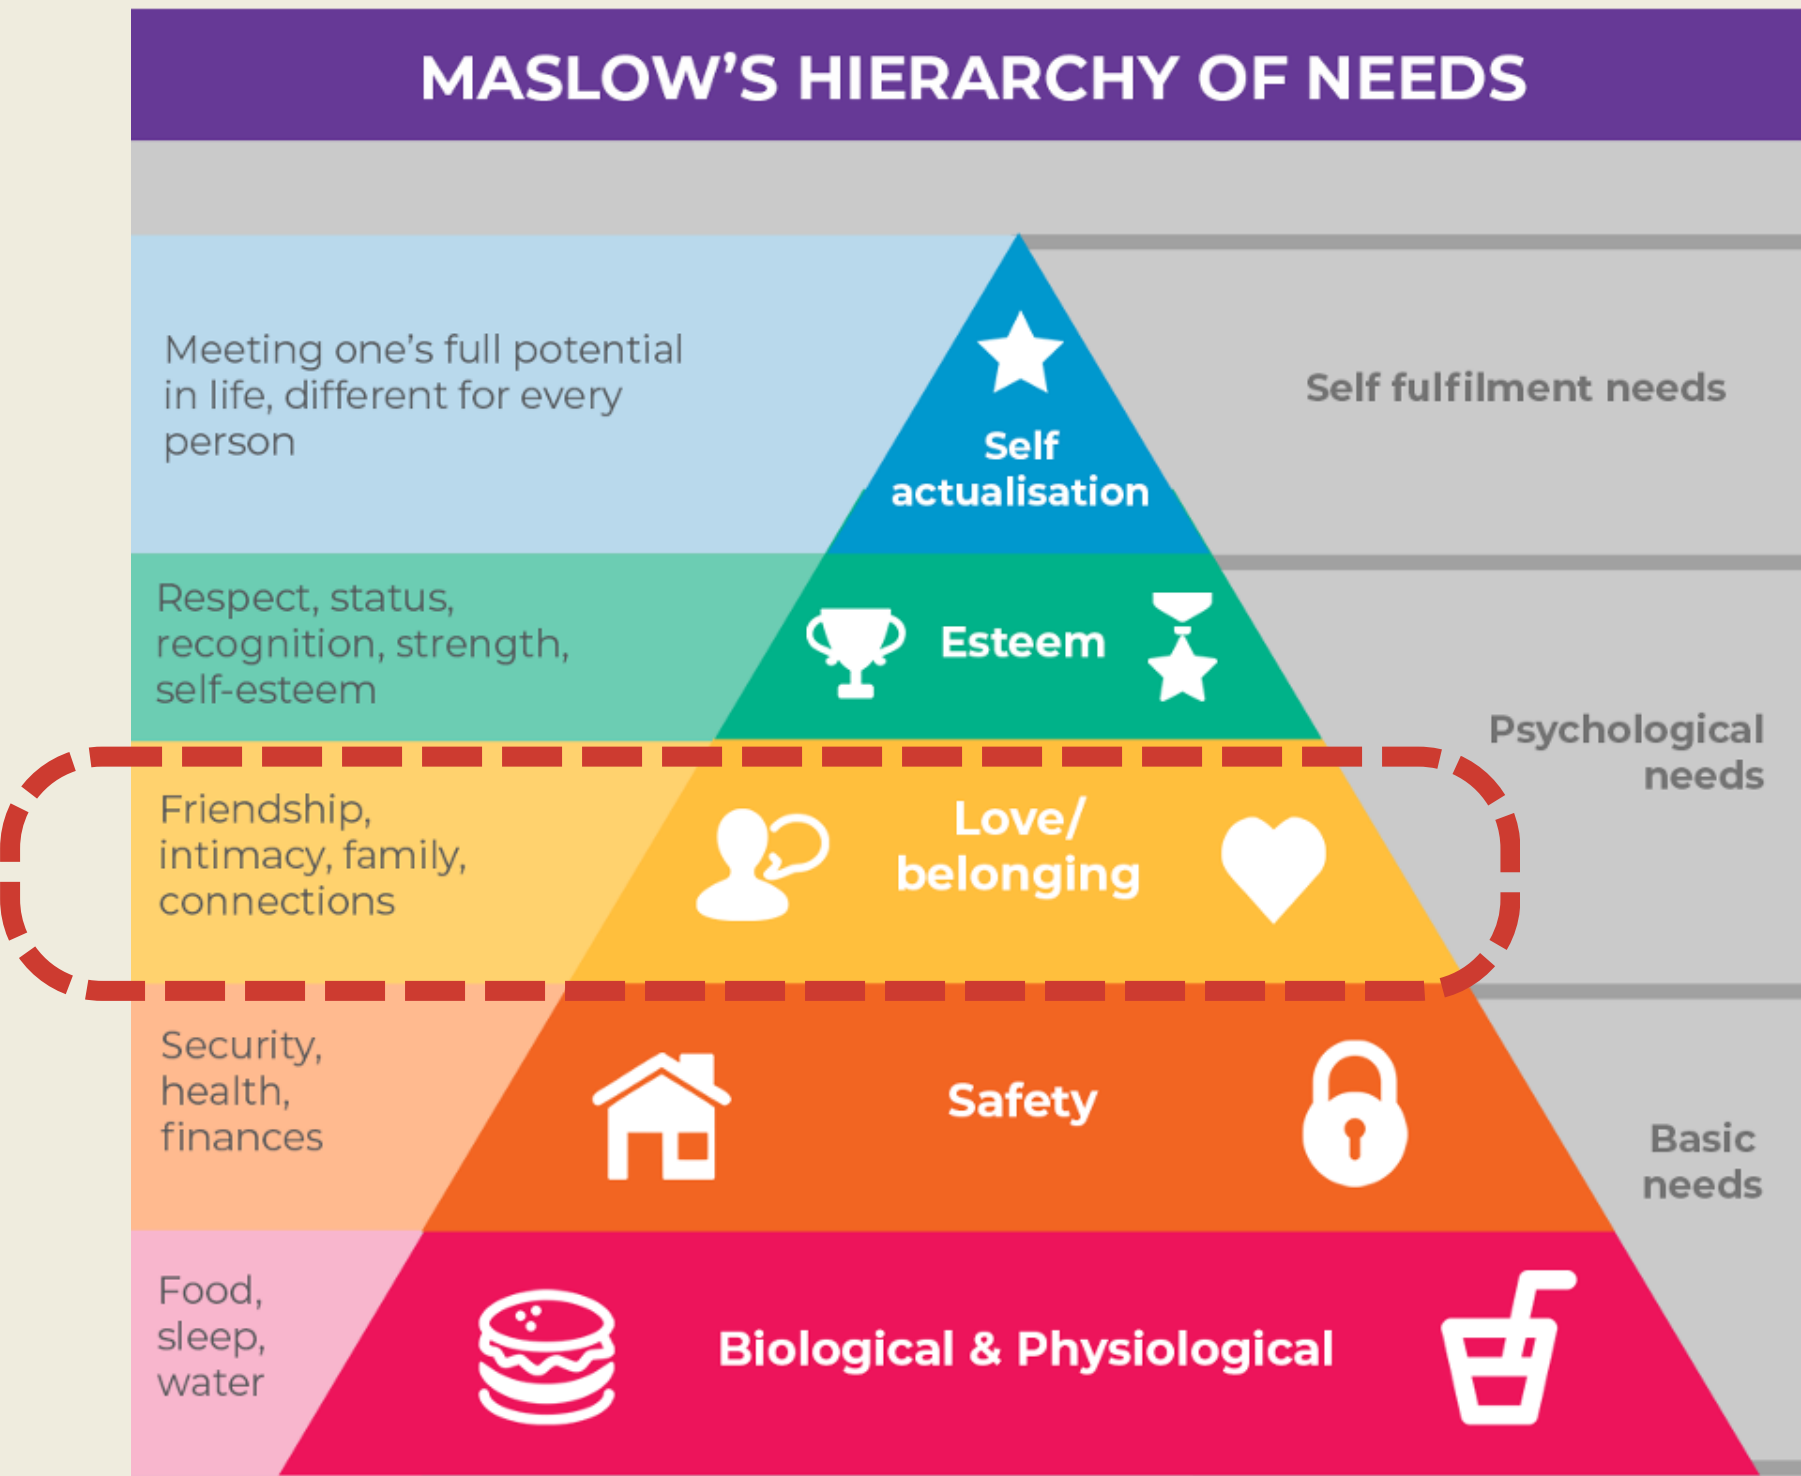 MASLOW’S HIERARCHY OF NEEDS
Meeting one’s full potential
in life, different for every
person
Self
actualisation
Self fulfilment needs
Respect, status,
recognition, strength,
self-esteem
Esteem
Psychological
needs
Friendship,
intimacy, family,
connections
Love/
belonging
Security,
health,
finances
Safety
Basic
needs
Food,
sleep,
water
Biological & Physiological